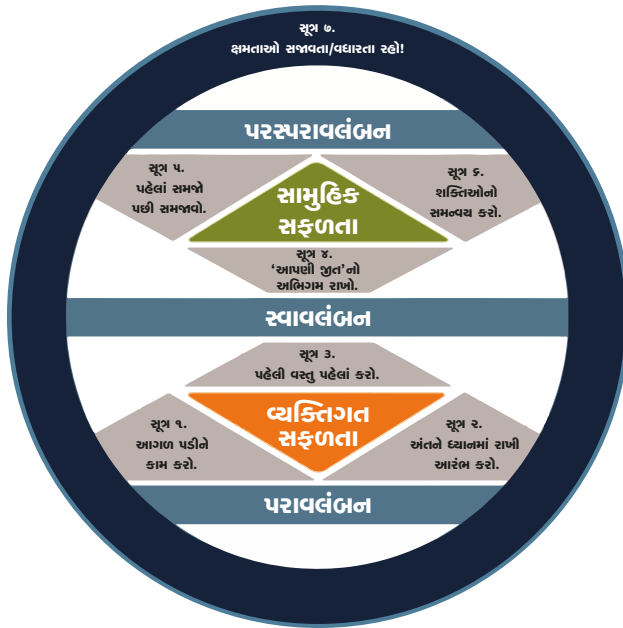 સૂત્ર ૭.
ક્ષમતાઓ સજાવતા/વધારતા રહો!
પરસ્પરાવલંબન
સૂત્ર ૫.
પહેલાં સમજો
પછી સમજાવો.
સામુહિક
સફળતા
સૂત્ર ૬.
શક્તિઓનો
સમન્વય કરો.
સૂત્ર ૪.
‘આપણી જીત’નો
અભિગમ રાખો.
સ્વાવલંબન
સૂત્ર ૩.
પહેલી વસ્તુ પહેલાં કરો.
સૂત્ર ૧.
આગળ પડીને
કામ કરો.
વ્યક્તિગત
સફળતા
સૂત્ર ૨.
અંતને ધ્યાનમાં રાખી
આરંભ કરો.
પરાવલંબન